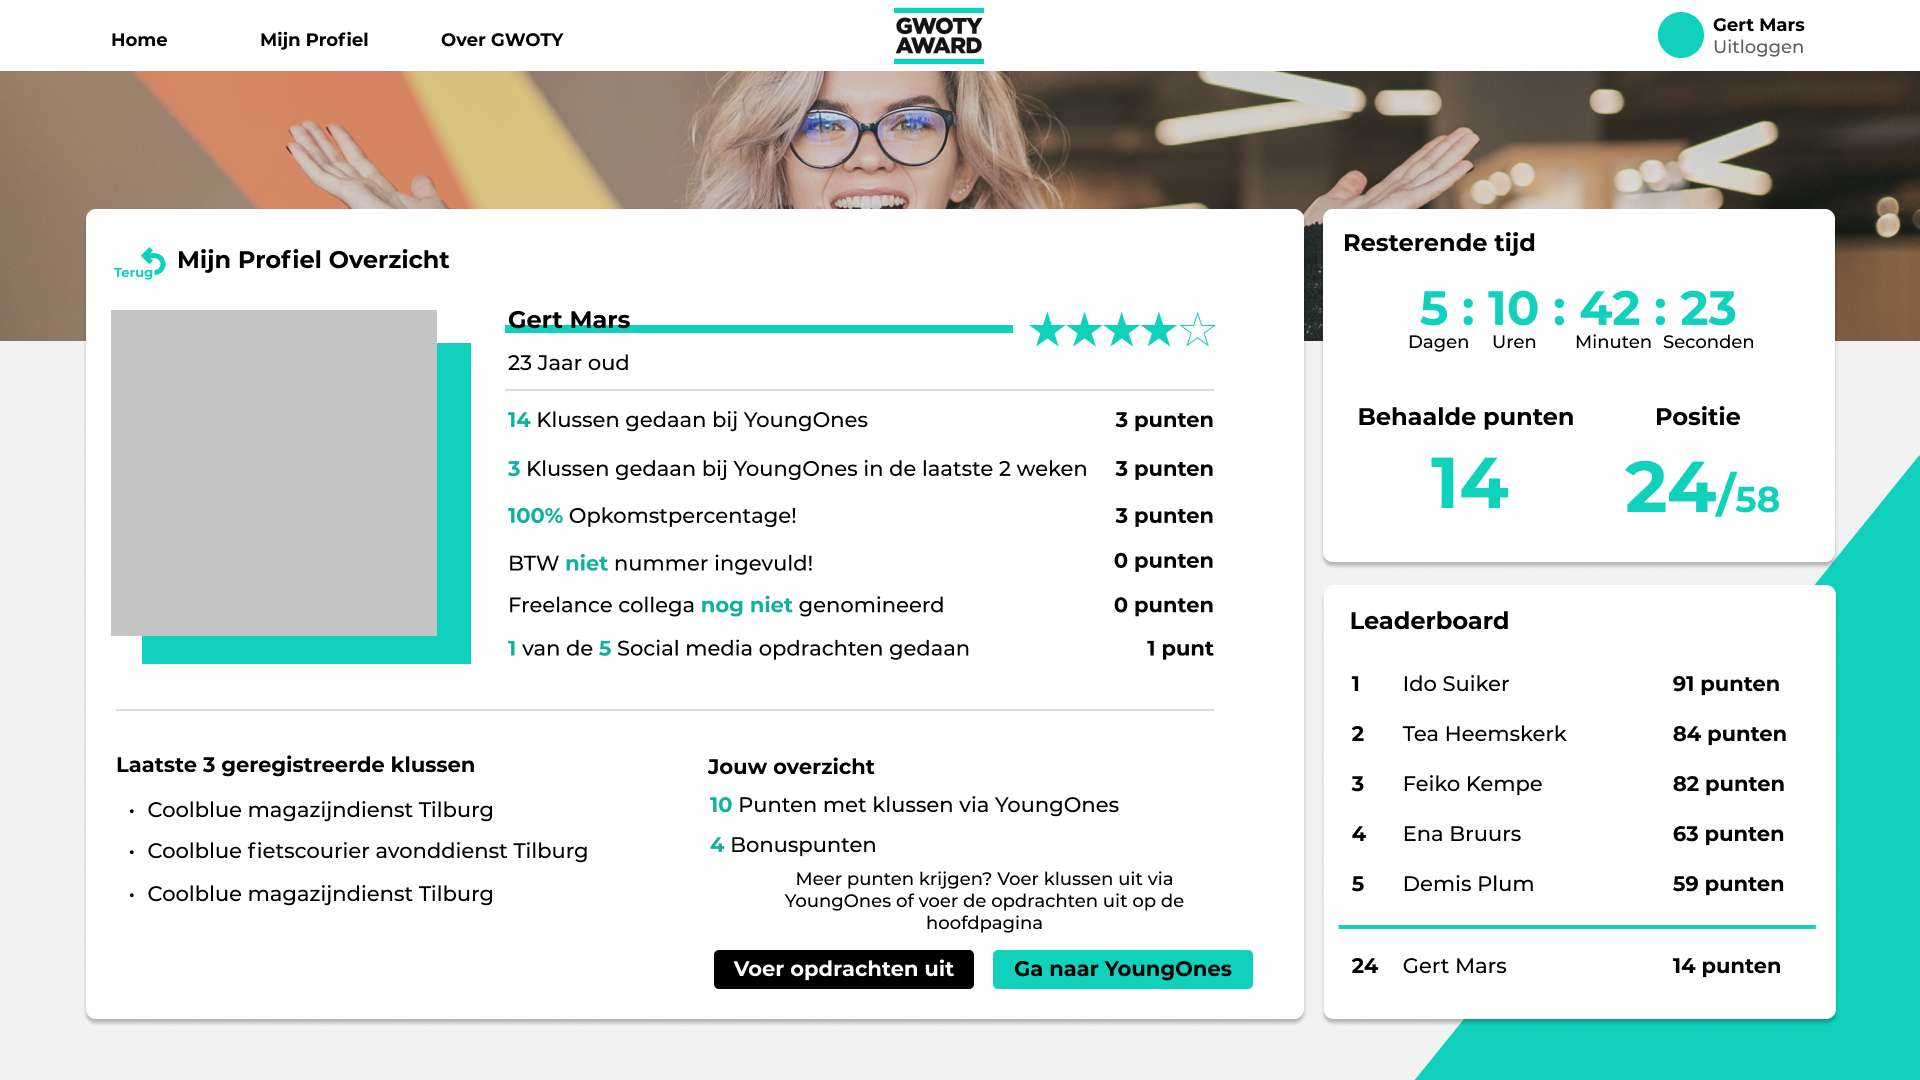 Home
Mijn Profiel
Over GWOTY
GWOTY
AWARD
Gert Mars
Uitloggen
Terug
Mijn Profiel Overzicht
Gert Mars
23 Jaar oud
14 Klussen gedaan bij YoungOnes 3 punten
3 Klussen gedaan bij YoungOnes in de laatste 2 weken 3 punten
100% Opkomstpercentage! 3 punten
BTW niet nummer ingevuld! 0 punten
Freelance collega nog niet genomineerd 0 punten
1 van de 5 Social media opdrachten gedaan 1 punt
Laatste 3 geregistreerde klussen
• Coolblue magazijndienst Tilburg
• Coolblue fietscourier avonddienst Tilburg
• Coolblue magazijndienst Tilburg
Jouw overzicht
10 Punten met klussen via YoungOnes
4 Bonuspunten
Meer punten krijgen? Voer klussen uit via
YoungOnes of voer de opdrachten uit op de
hoofdpagina
Voer opdrachten uit
Ga naar YoungOnes
Resterende tijd
5 : 10 : 42 : 23
Dagen Uren Minuten Seconden
Behaalde punten Positie
14 24/58
Leaderboard
1 Ido Suiker 91 punten
2 Tea Heemskerk 84 punten
3 Feiko Kempe 82 punten
4 Ena Bruurs 63 punten
5 Demis Plum 59 punten
24 Gert Mars 14 punten